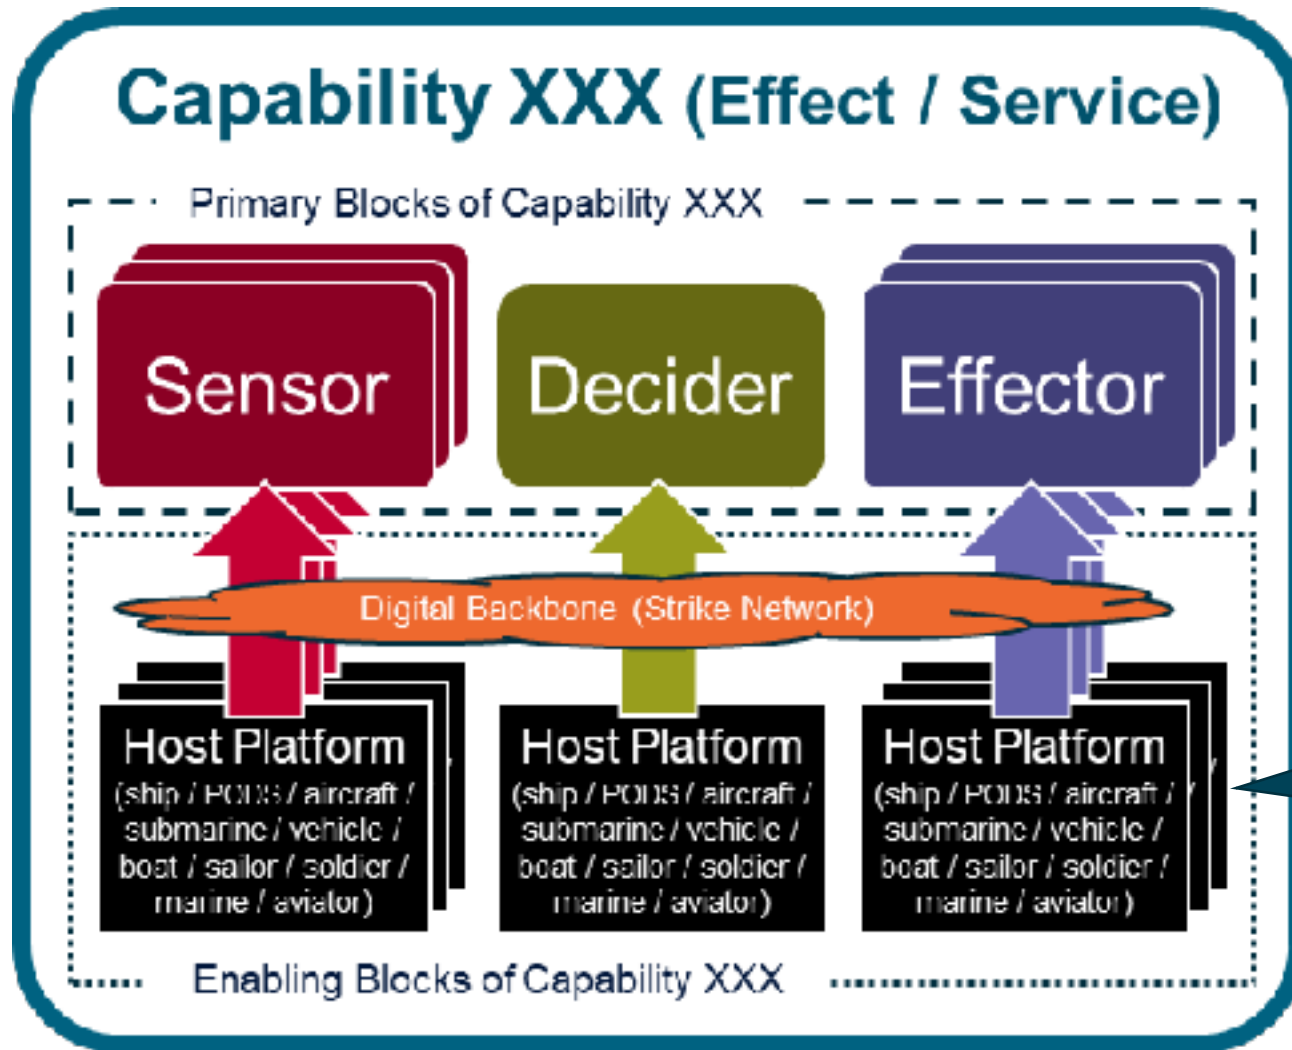 Capability XXX (Effect / Service)
Primary Blocks of Capability XXX
Sensor
Decider
Effector
Digital Backbone (Strike Network)
Host Platform
(ship / PODS / aircraft /
submarine / vehicle /
boat / sailor / soldier /
marine / aviator)
Host Platform
(ship / PODS / aircraft /
submarine / vehicle /
boat / sailor / soldier /
marine / aviator)
Host Platform
(ship / PODS / aircraft /
submarine / vehicle /
boat / sailor / soldier /
marine / aviator)
Enabling Blocks of Capability XXX